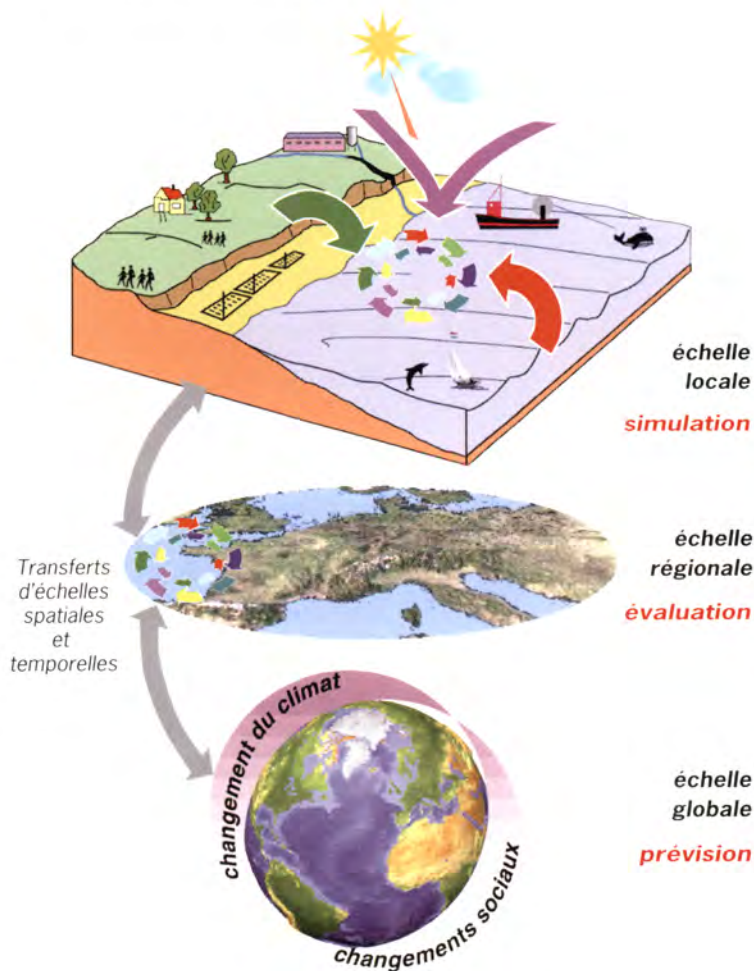 échelle
locale
simulation
échelle
régionale
évaluation
Transferts
d'échelles
spatiales
et
temporelles
changement du climat
changements sociaux
échelle
globale
prévision